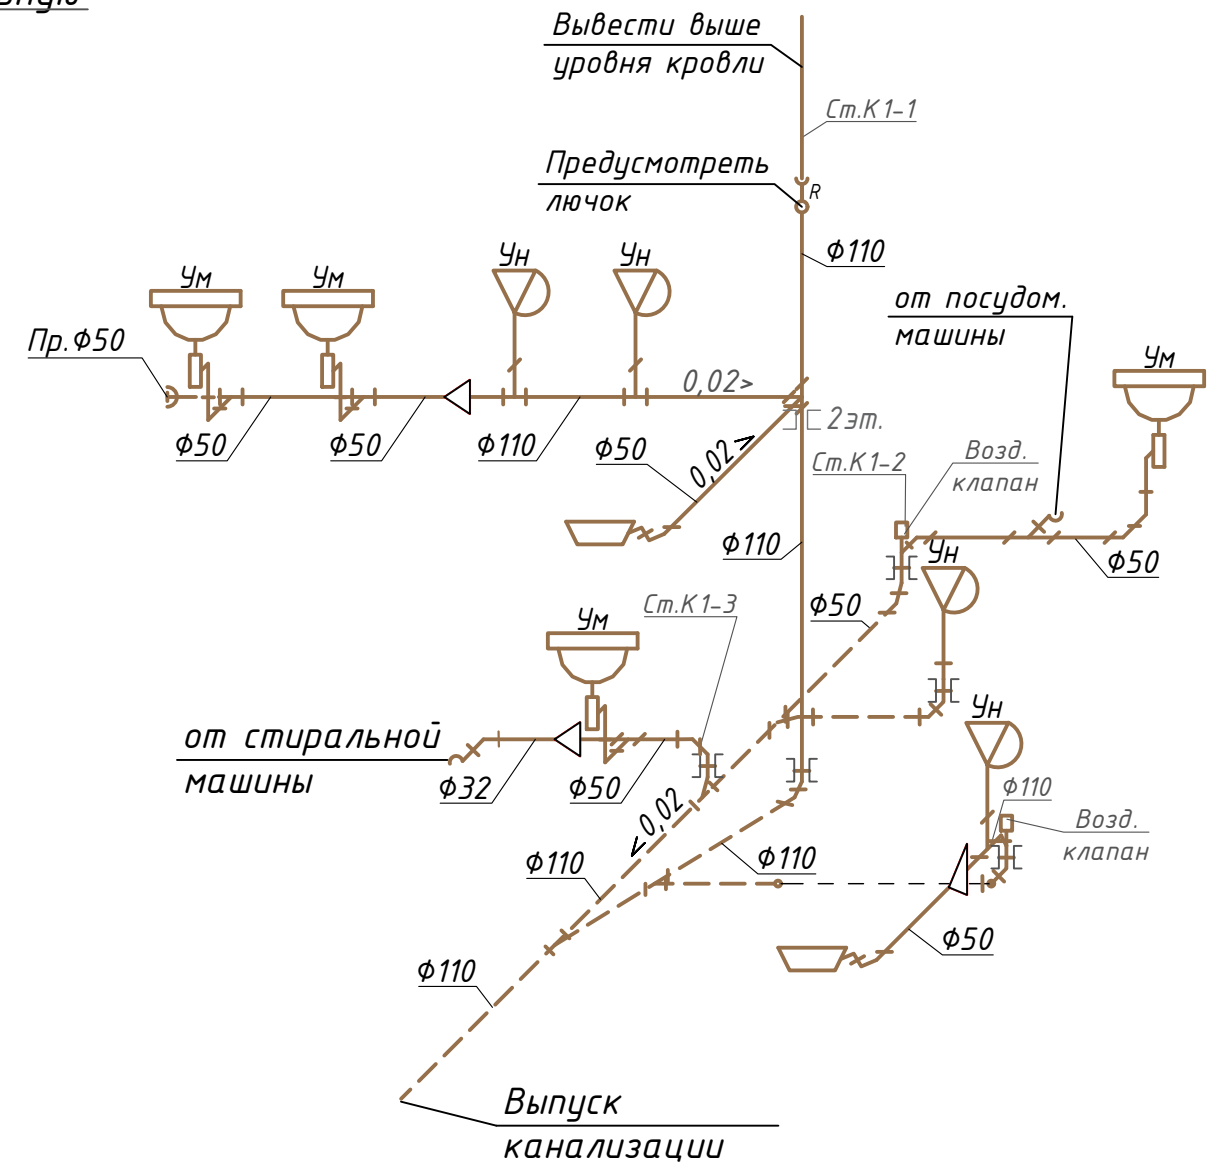 Вывести выше
уровня кровли
Ст.К1-1
Предусмотреть
лючок
R
Ф110
Ум
Ум
Ун
Ун
Пр.Ф50
0,02>
Ф50
Ф50
Ф110
Ф50
0,02 >
2эт.
от посудом.
машины
Ум
Возд.
клапан
Ст.К1-2
Ф110
Ун
Ф50
Ф50
Ст.К1-3
Ум
от стиральной
машины
Ф32
Ф50
Ун
Ф110
Возд.
клапан
< 0,02
Ф110
Ф110
Ф50
Ф110
Выпуск
канализации